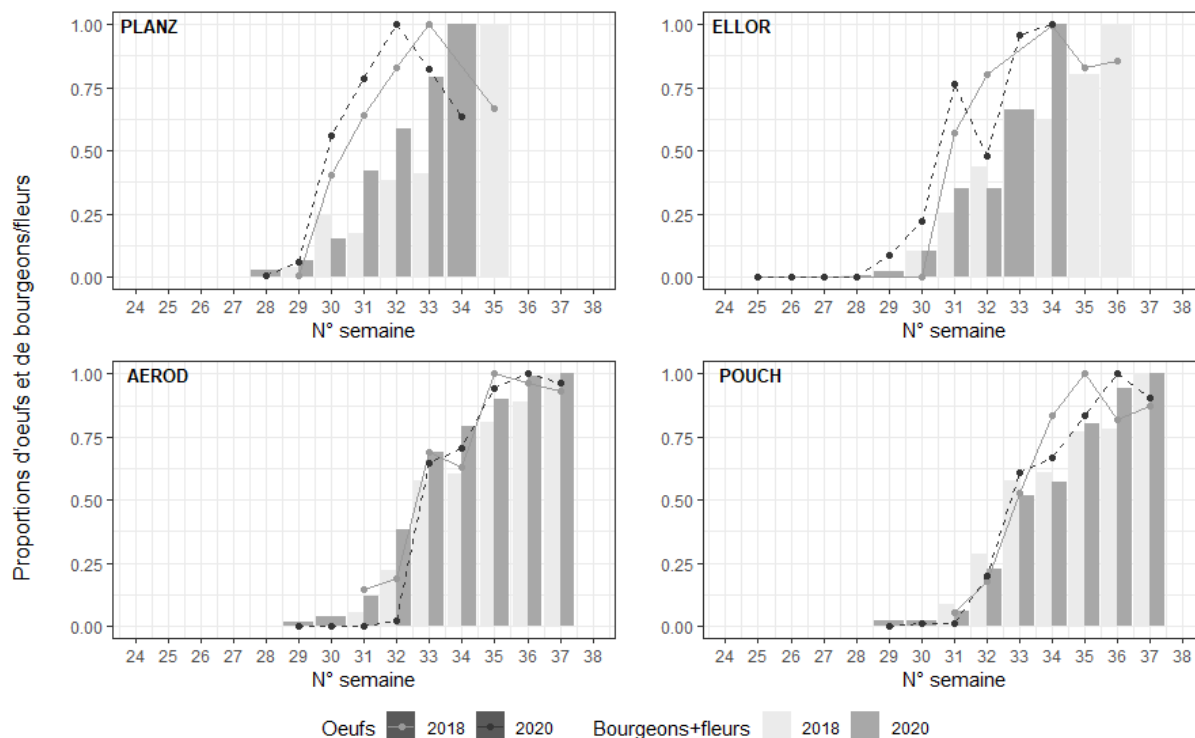 Proportions d'oeufs et de bourgeons/fleurs
PLANZ
1.00
0.75
0.50
0.25
0.00
24 25 26 27 28 29 30 31 32 33 34 35 36 37 38
N° semaine
ELLOR
1.00
0.75
0.50
0.25
0.00
24 25 26 27 28 29 30 31 32 33 34 35 36 37 38
N° semaine
AEROD
1.00
0.75
0.50
0.25
0.00
24 25 26 27 28 29 30 31 32 33 34 35 36 37 38
N° semaine
POUCH
1.00
0.75
0.50
0.25
0.00
24 25 26 27 28 29 30 31 32 33 34 35 36 37 38
N° semaine
Oeufs 2018 2020 Bourgeons+fleurs 2018 2020